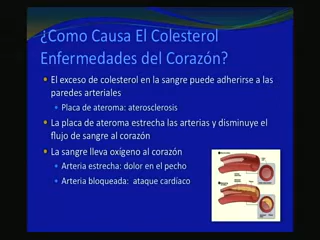 ¿Como Causa El Colesterol
Enfermedades del Corazón?
El exceso de colesterol en la sangre puede adherirse a las
paredes arteriales
Placa de ateroma: aterosclerosis
La placa de ateroma estrecha las arterias y disminuye el
flujo de sangre al corazón
La sangre lleva oxígeno al corazón
Arteria estrecha: dolor en el pecho
Arteria bloqueada: ataque cardíaco